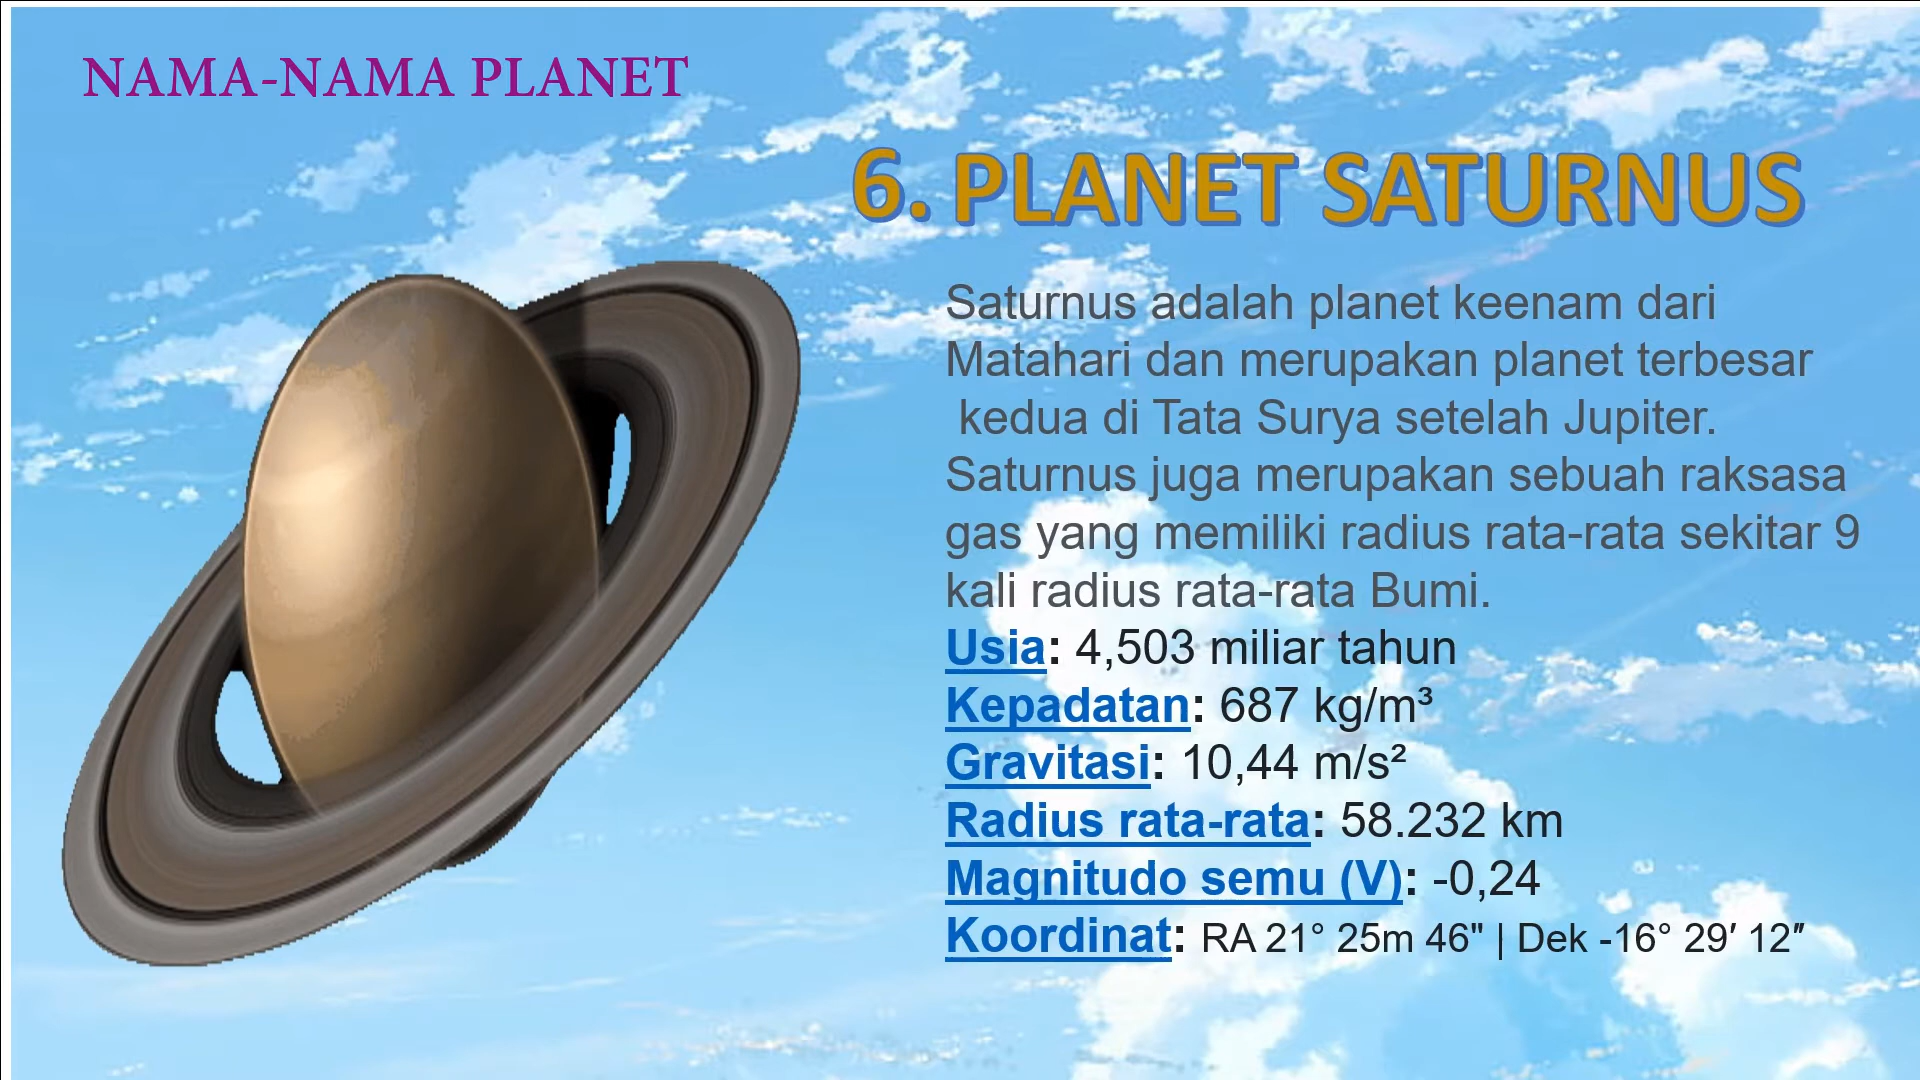 NAMA-NAMA PLANET
6. PLANET SATURNUS
Saturnus adalah planet keenam dari
Matahari dan merupakan planet terbesar
kedua di Tata Surya setelah Jupiter.
Saturnus juga merupakan sebuah raksasa
gas yang memiliki radius rata-rata sekitar 9
kali radius rata-rata Bumi.
Usia: 4,503 miliar tahun
Kepadatan: 687 kg/m³
Gravitasi: 10,44 m/s²
Radius rata-rata: 58.232 km
Magnitudo semu (V): -0,24
Koordinat: RA 21° 25m 46" | Dek -16° 29′ 12″